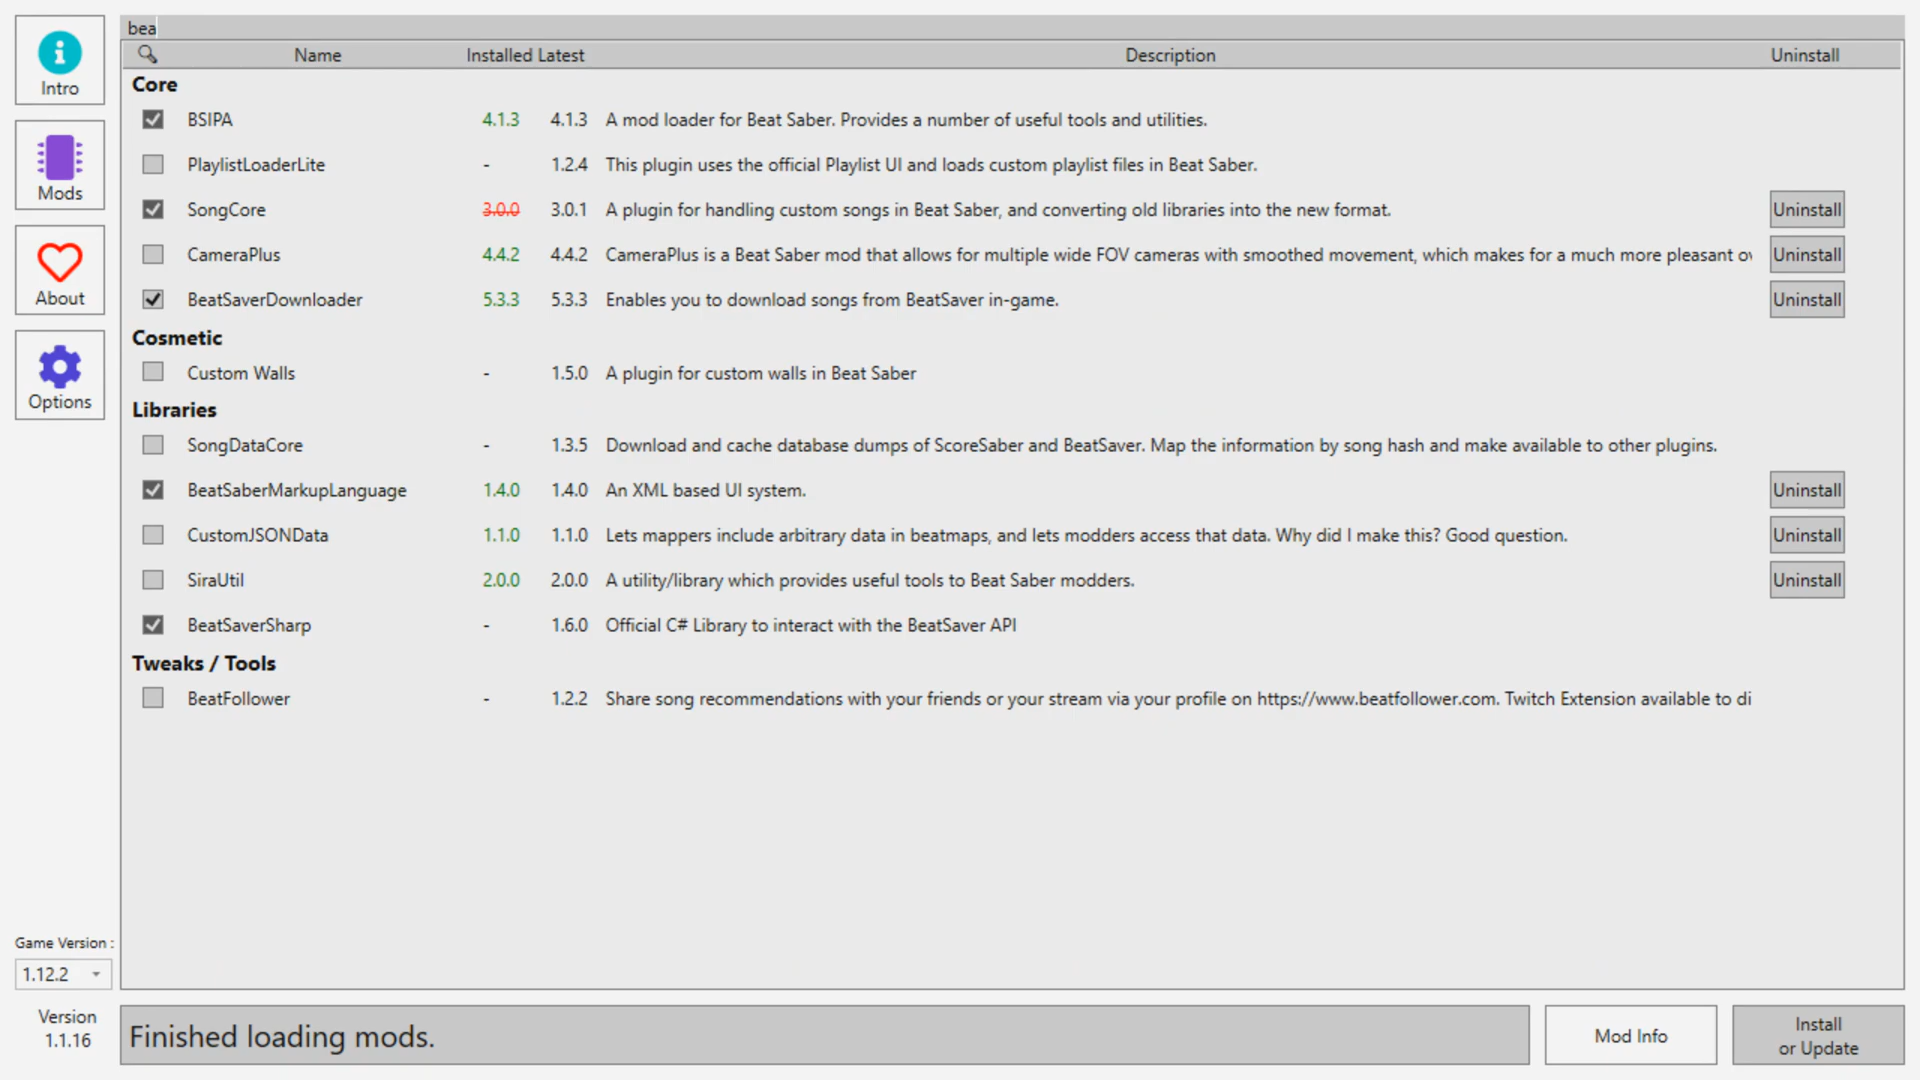 bea
Name Installed Latest Description Uninstall
Core
BSIPA 4.1.3 4.1.3 A mod loader for Beat Saber. Provides a number of useful tools and utilities.
PlaylistLoaderLite - 1.2.4 This plugin uses the official Playlist UI and loads custom playlist files in Beat Saber.
SongCore 3.0.0 3.0.1 A plugin for handling custom songs in Beat Saber, and converting old libraries into the new format. Uninstall
CameraPlus 4.4.2 4.4.2 CameraPlus is a Beat Saber mod that allows for multiple wide FOV cameras with smoothed movement, which makes for a much more pleasant ov Uninstall
BeatSaverDownloader 5.3.3 5.3.3 Enables you to download songs from BeatSaver in-game. Uninstall
Cosmetic
Custom Walls - 1.5.0 A plugin for custom walls in Beat Saber
Libraries
SongDataCore - 1.3.5 Download and cache database dumps of ScoreSaber and BeatSaver. Map the information by song hash and make available to other plugins.
BeatSaberMarkupLanguage 1.4.0 1.4.0 An XML based UI system. Uninstall
CustomJSONData 1.1.0 1.1.0 Lets mappers include arbitrary data in beatmaps, and lets modders access that data. Why did I make this? Good question. Uninstall
SiraUtil 2.0.0 2.0.0 A utility/library which provides useful tools to Beat Saber modders. Uninstall
BeatSaverSharp - 1.6.0 Official C# Library to interact with the BeatSaver API
Tweaks / Tools
BeatFollower - 1.2.2 Share song recommendations with your friends or your stream via your profile on https://www.beatfollower.com. Twitch Extension available to di
Intro
Mods
About
Options
Game Version :
1.12.2
Version
1.1.16
Finished loading mods.
Mod Info
Install
or Update